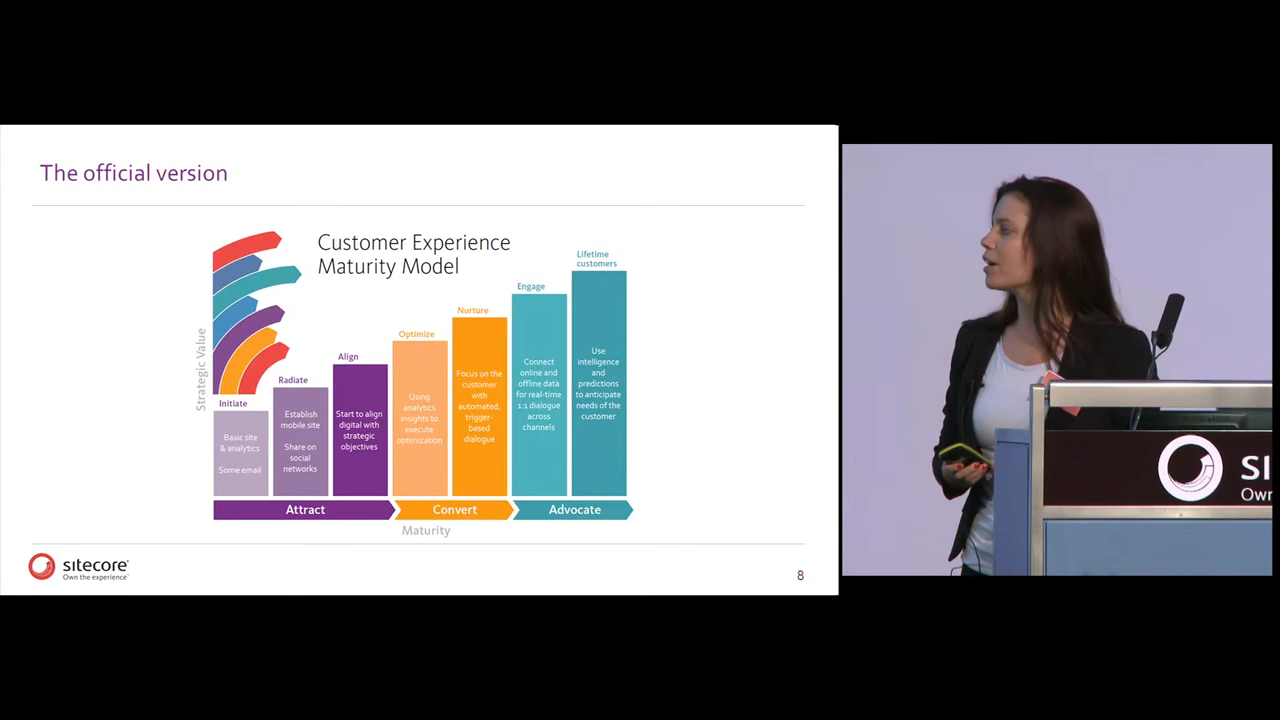 The official version
Customer Experience
Maturity Model
Strategic Value
Initiate
Basic site
& analytics
Some email
Radiate
Establish
mobile site
Share on
social
networks
Align
Start to align
digital with
strategic
objectives
Optimize
Using
analytics
insights to
execute
optimization
Nurture
Focus on the
customer
with
automated,
trigger-
based
dialogue
Engage
Connect
online and
offline data
for real-time
1:1 dialogue
across
channels
Lifetime
customers
Use
intelligence
and
predictions
to anticipate
needs of the
customer
Attract
Convert
Advocate
Maturity
sitecore®
Own the experience®
8
SI
Own